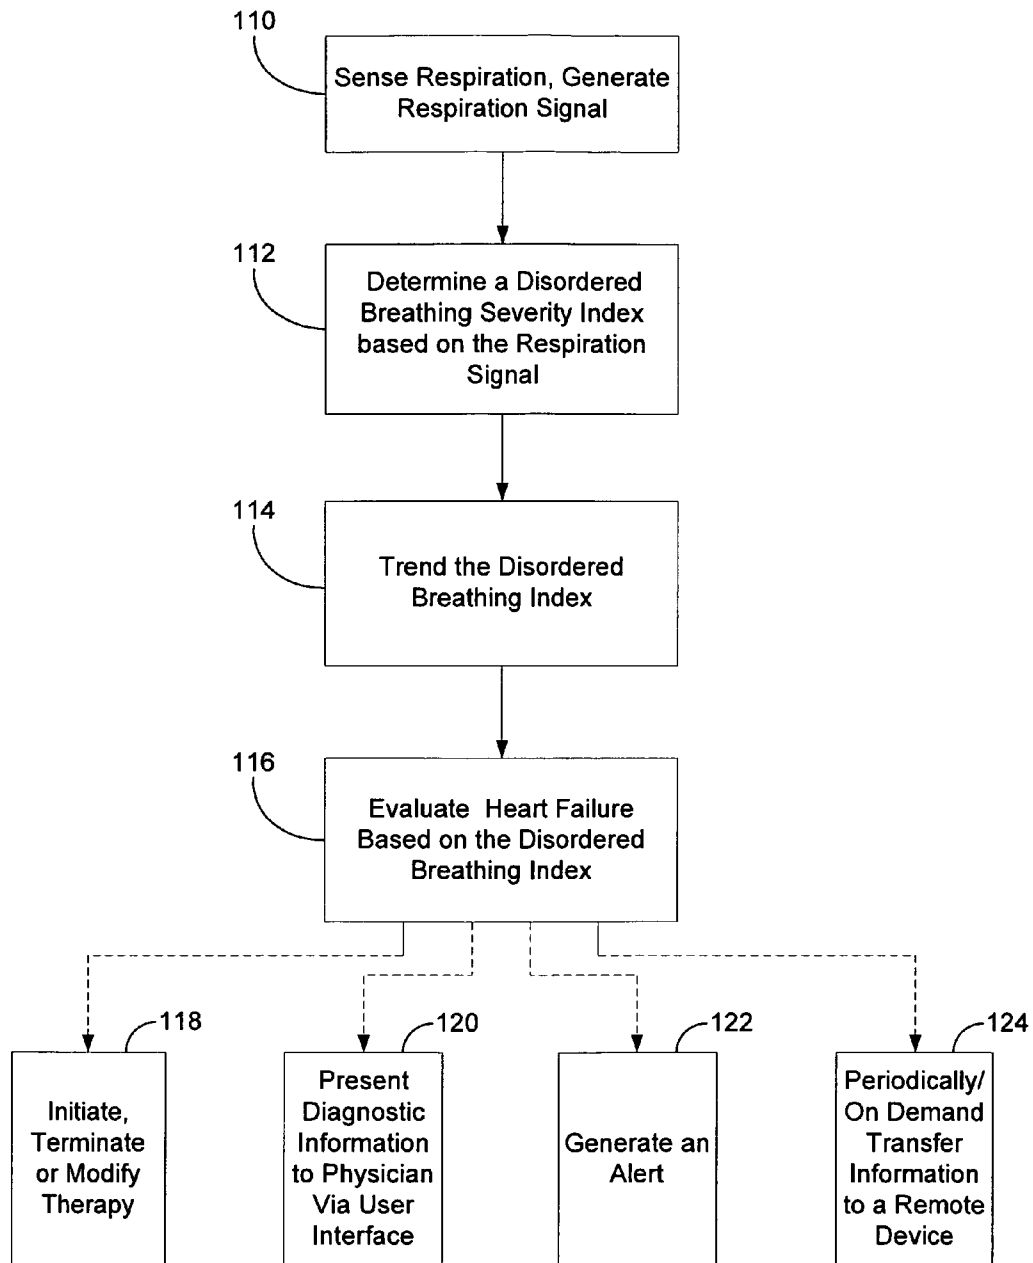 110
Sense Respiration, Generate
Respiration Signal
112
Determine a Disordered
Breathing Severity Index
based on the Respiration
Signal
114
Trend the Disordered
Breathing Index
116
Evaluate Heart Failure
Based on the Disordered
Breathing Index
118
Initiate,
Terminate
or Modify
Therapy
120
Present
Diagnostic
Information
to Physician
Via User
Interface
122
Generate an
Alert
124
Periodically/
On Demand
Transfer
Information
to a Remote
Device